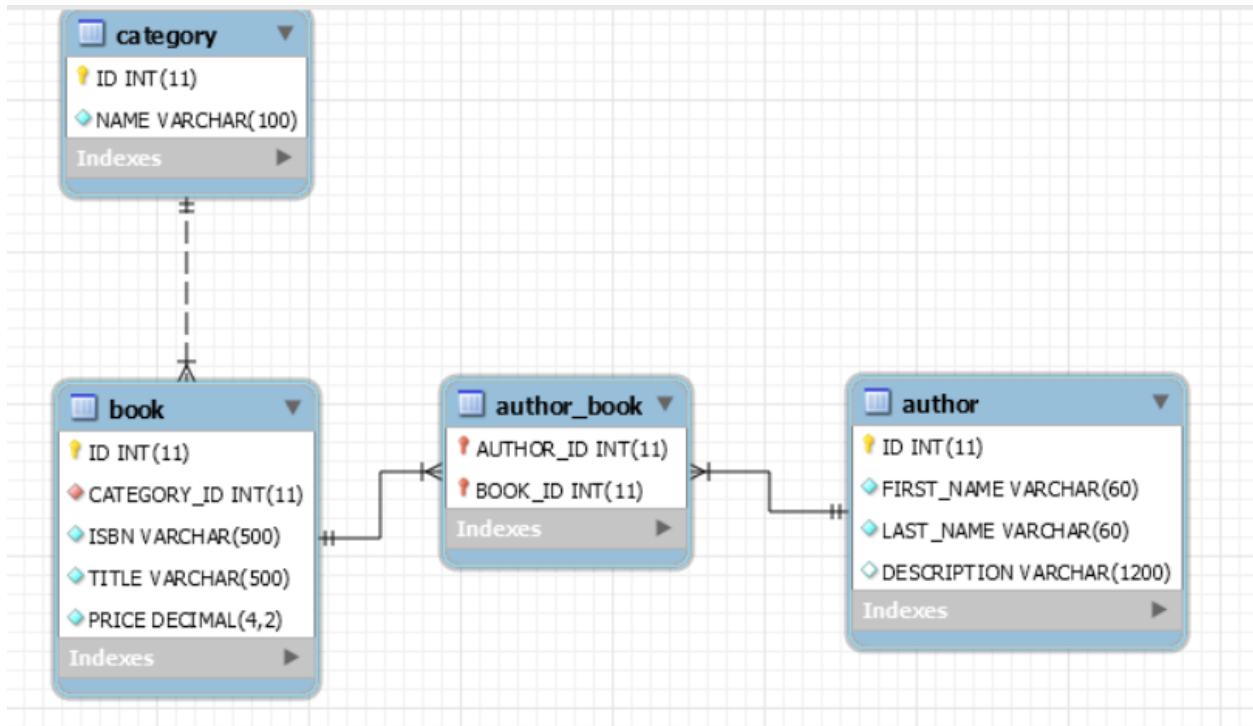 category
ID INT(11)
NAME VARCHAR(100)
Indexes
book
ID INT(11)
CATEGORY_ID INT(11)
ISBN VARCHAR(500)
TITLE VARCHAR(500)
PRICE DECIMAL(4,2)
Indexes
author_book
AUTHOR_ID INT(11)
BOOK_ID INT(11)
Indexes
author
ID INT(11)
FIRST_NAME VARCHAR(60)
LAST_NAME VARCHAR(60)
DESCRIPTION VARCHAR(1200)
Indexes